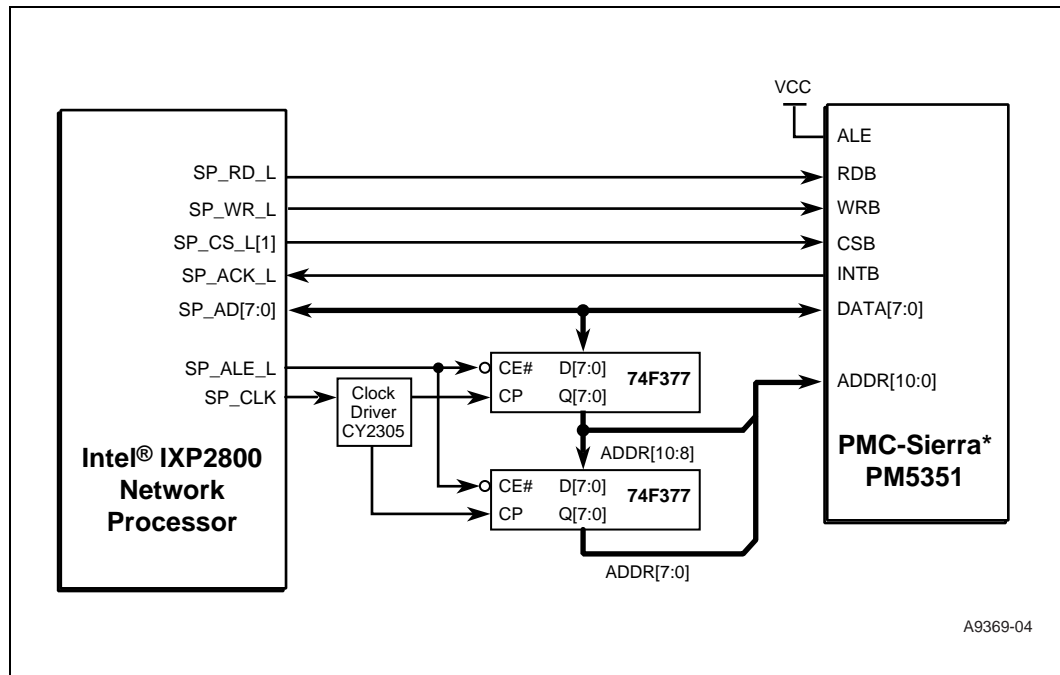 VCC
ALE
SP_RD_L
RDB
SP_WR_L
WRB
SP_CS_L[1]
CSB
SP_ACK_L
INTB
SP_AD[7:0]
DATA[7:0]
SP_ALE_L
CE#
D[7:0]
74F377
ADDR[10:0]
SP_CLK
Clock
Driver
CY2305
CP
Q[7:0]
Intel® IXP2800
Network
Processor
ADDR[10:8]
PMC-Sierra*
PM5351
CE#
D[7:0]
74F377
CP
Q[7:0]
ADDR[7:0]
A9369-04